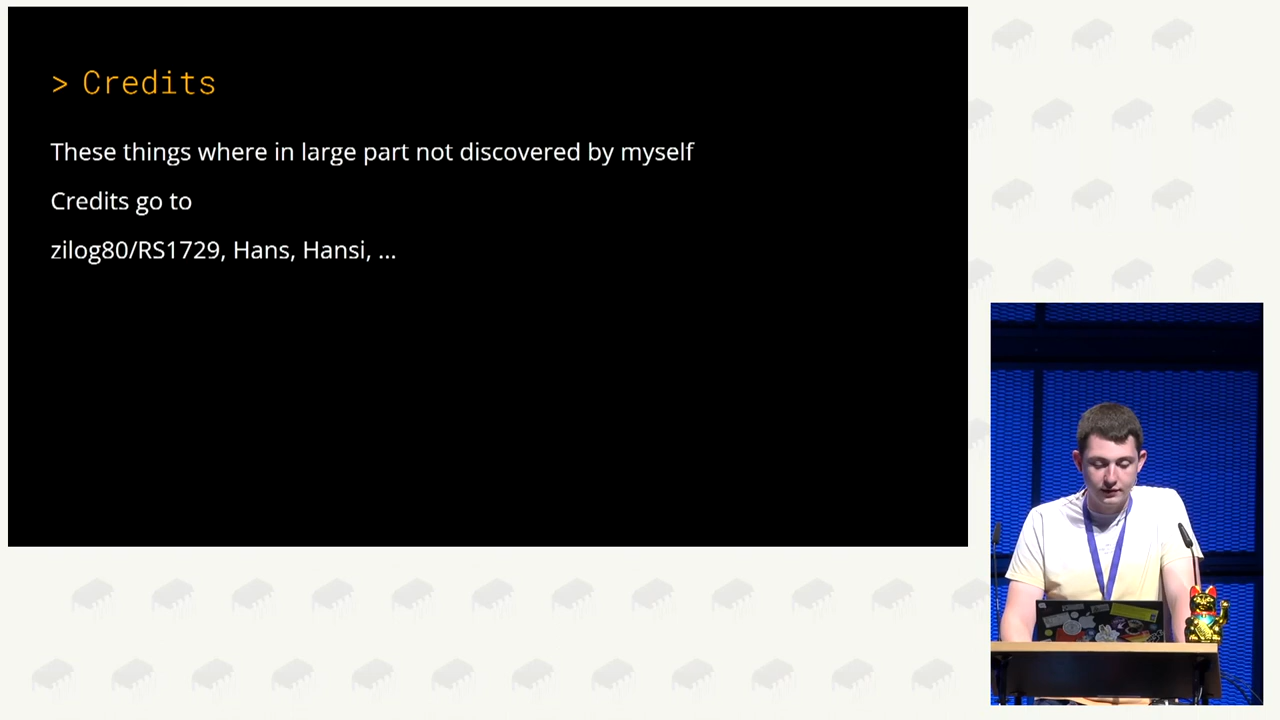 > Credits
These things where in large part not discovered by myself
Credits go to
zilog80/RS1729, Hans, Hansi, ...